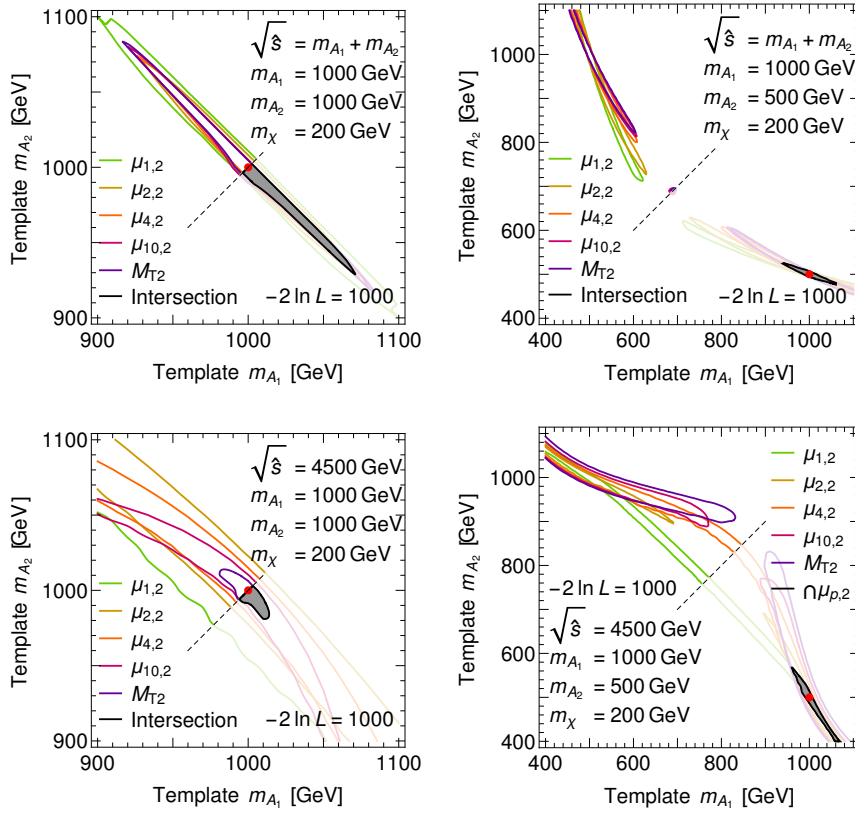 1100
1000
900
Template m_{A_2} [GeV]
√ŝ = m_{A_1} + m_{A_2}
m_{A_1} = 1000 GeV
m_{A_2} = 1000 GeV
m_χ = 200 GeV
μ_{1,2}
μ_{2,2}
μ_{4,2}
μ_{10,2}
M_{T2}
Intersection
−2 ln L = 1000
900 1000 1100
Template m_{A_1} [GeV]
1000
800
600
400
Template m_{A_2} [GeV]
√ŝ = m_{A_1} + m_{A_2}
m_{A_1} = 1000 GeV
m_{A_2} = 500 GeV
m_χ = 200 GeV
μ_{1,2}
μ_{2,2}
μ_{4,2}
μ_{10,2}
M_{T2}
Intersection
−2 ln L = 1000
400 600 800 1000
Template m_{A_1} [GeV]
1100
1000
900
Template m_{A_2} [GeV]
√ŝ = 4500 GeV
m_{A_1} = 1000 GeV
m_{A_2} = 1000 GeV
m_χ = 200 GeV
μ_{1,2}
μ_{2,2}
μ_{4,2}
μ_{10,2}
M_{T2}
Intersection
−2 ln L = 1000
900 1000 1100
Template m_{A_1} [GeV]
1000
800
600
400
Template m_{A_2} [GeV]
μ_{1,2}
μ_{2,2}
μ_{4,2}
μ_{10,2}
M_{T2}
∩μ_{p,2}
−2 ln L = 1000
√ŝ = 4500 GeV
m_{A_1} = 1000 GeV
m_{A_2} = 500 GeV
m_χ = 200 GeV
400 600 800 1000
Template m_{A_1} [GeV]